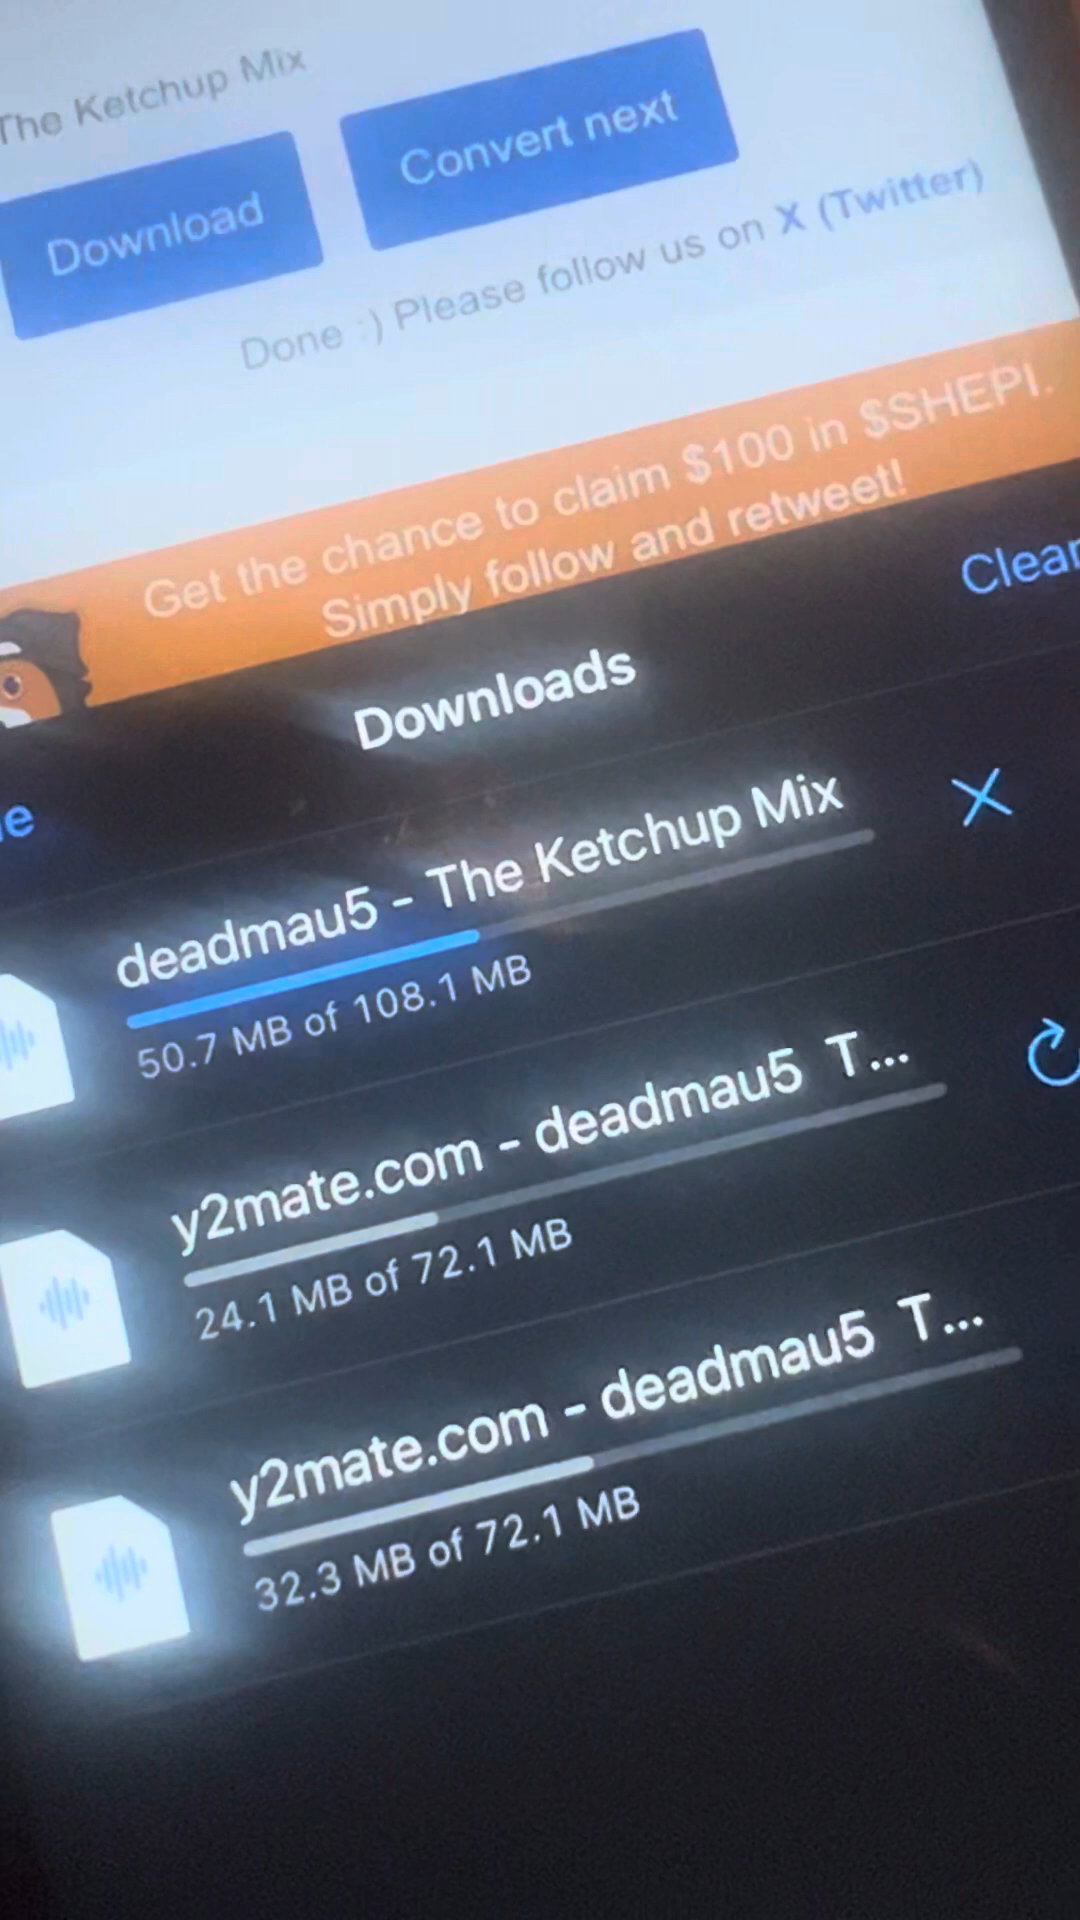 The Ketchup Mix
Download
Convert next
Done :) Please follow us on X (Twitter)
Get the chance to claim $100 in $SHEPI.
Simply follow and retweet!
Clear
Downloads
deadmau5 - The Ketchup Mix
50.7 MB of 108.1 MB
y2mate.com - deadmau5 T...
24.1 MB of 72.1 MB
y2mate.com - deadmau5 T...
32.3 MB of 72.1 MB